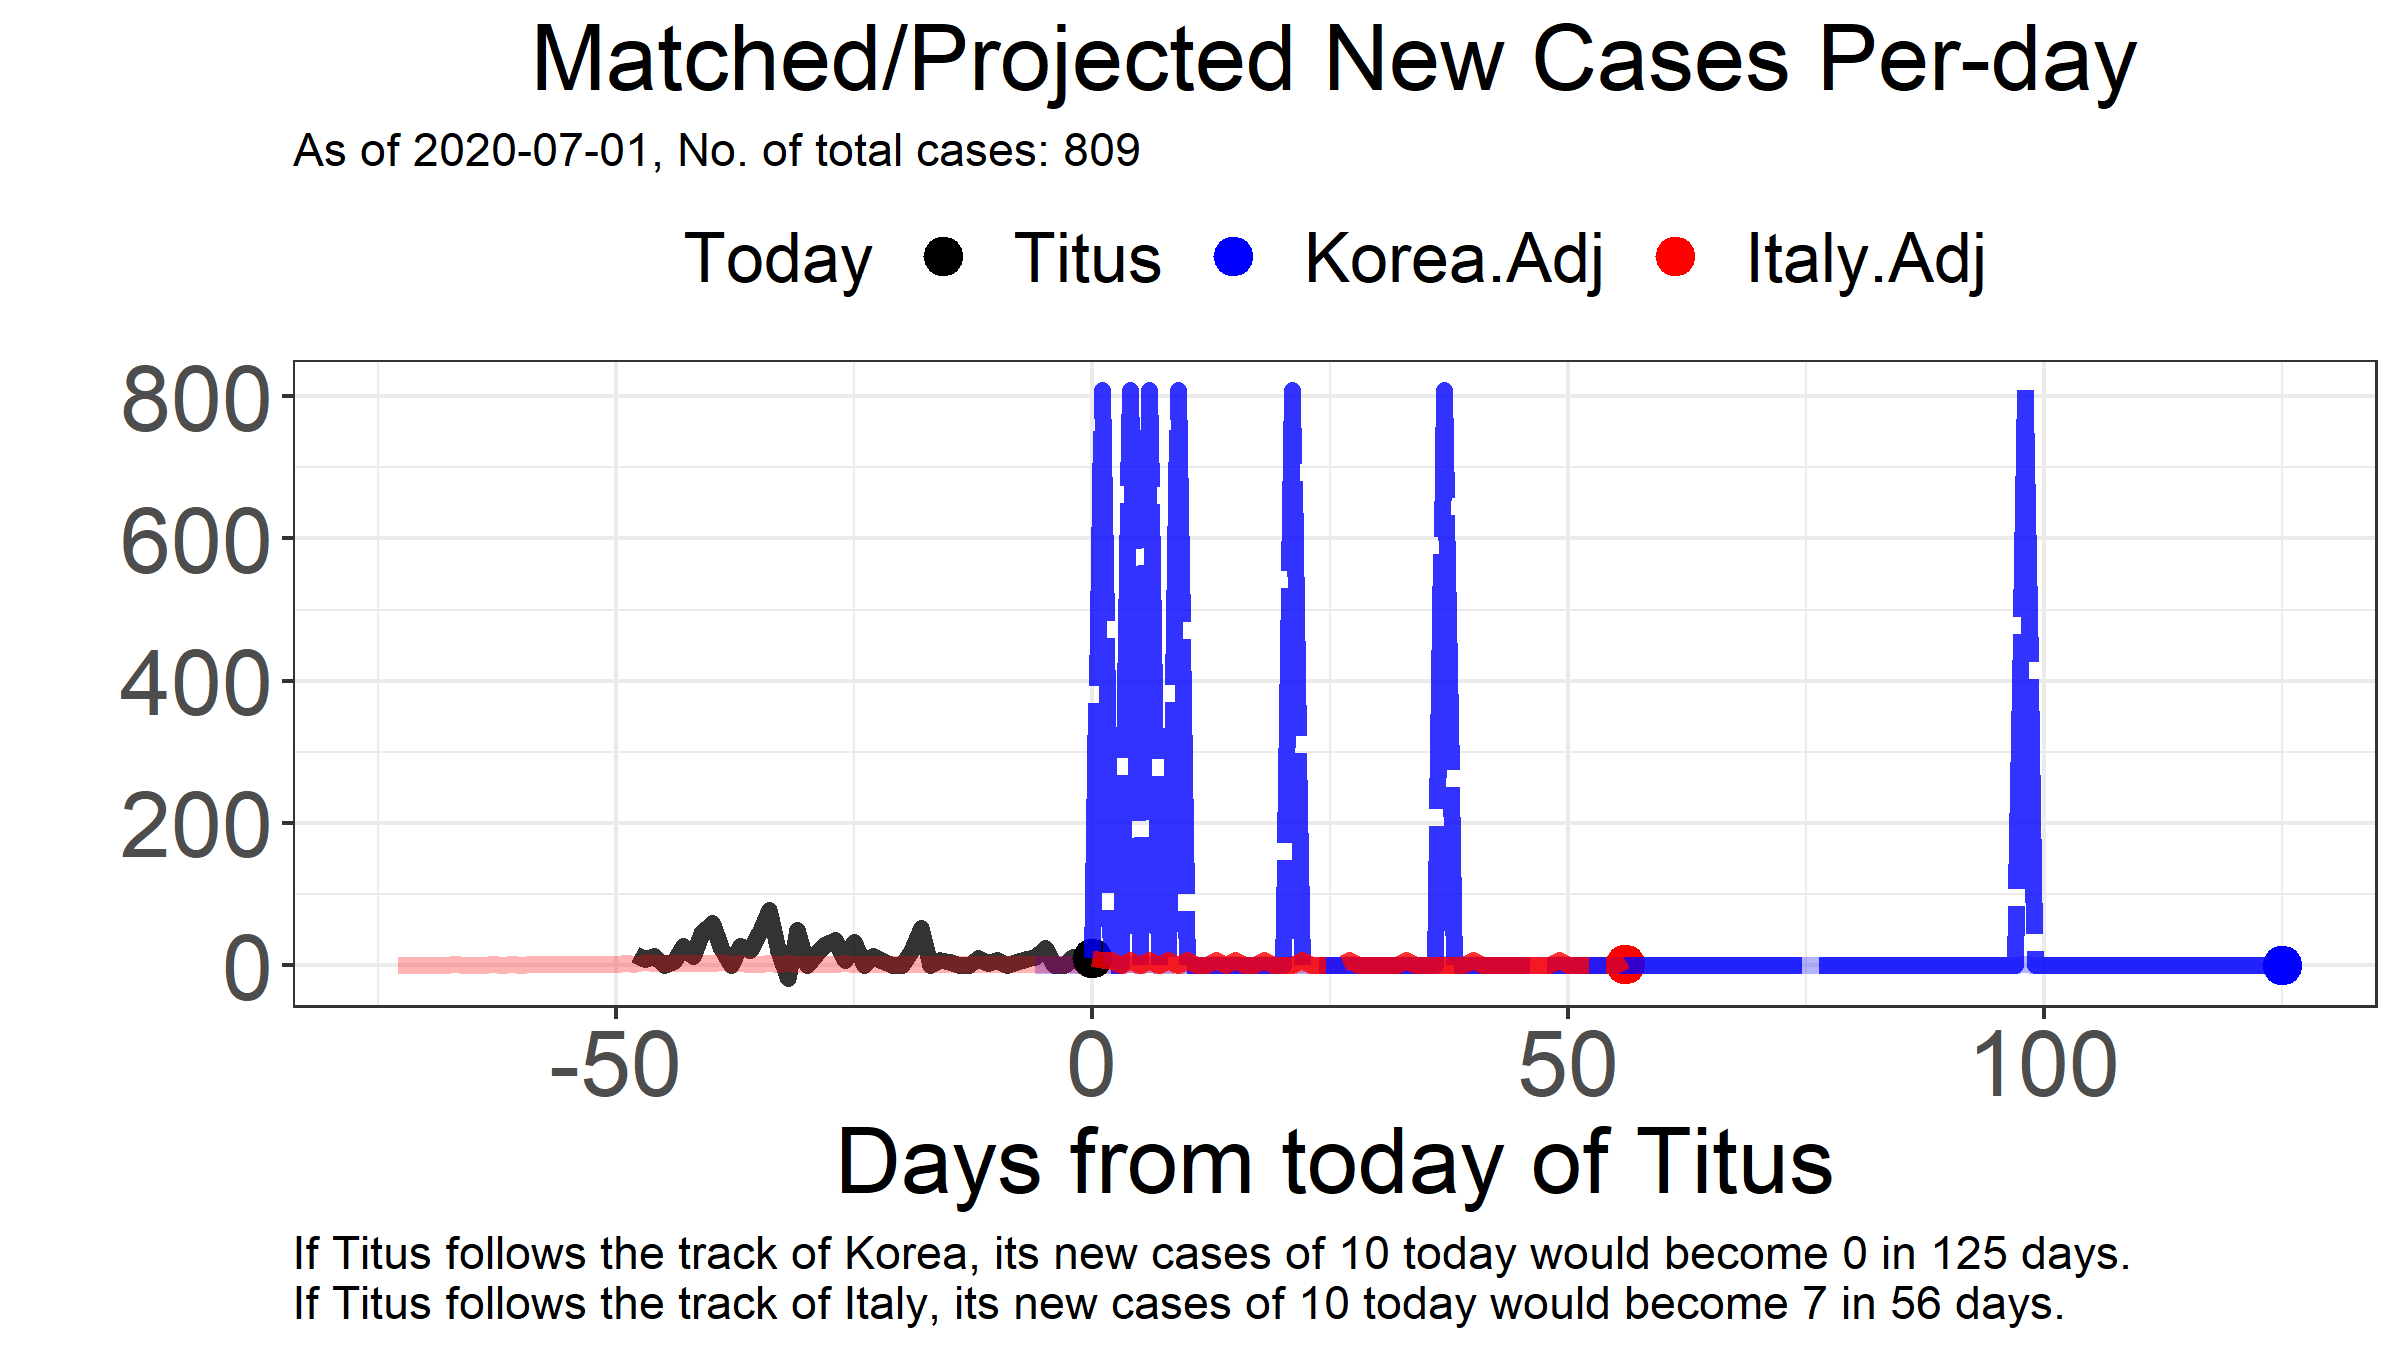 Matched/Projected New Cases Per-day
As of 2020-07-01, No. of total cases: 809
Today Titus Korea.Adj Italy.Adj
800
600
400
200
0
-50 0 50 100
Days from today of Titus
If Titus follows the track of Korea, its new cases of 10 today would become 0 in 125 days.
If Titus follows the track of Italy, its new cases of 10 today would become 7 in 56 days.